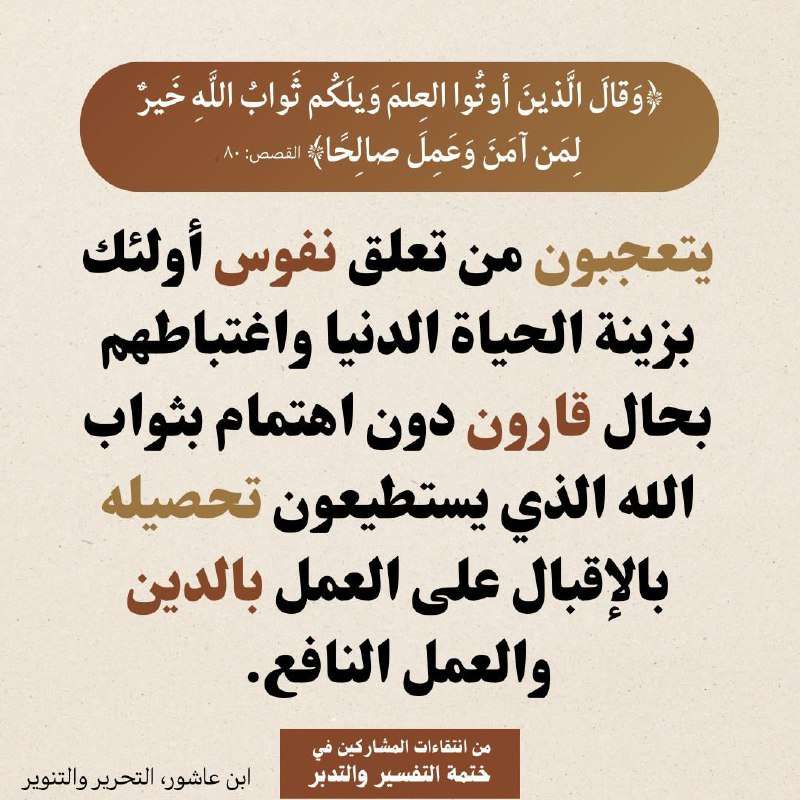 ﴿وَقالَ الَّذينَ أوتُوا العِلمَ وَيلَكُم ثَوابُ اللَّهِ خَيرٌ
لِمَن آمَنَ وَعَمِلَ صالِحًا﴾ القصص: ٨٠
يتعجبون من تعلق نفوس أولئك
بزينة الحياة الدنيا واغتباطهم
بحال قارون دون اهتمام بثواب
الله الذي يستطيعون تحصيله
بالإقبال على العمل بالدين
والعمل النافع.
من انتقاءات المشاركين في
ختمة التفسير والتدبر
ابن عاشور، التحرير والتنوير